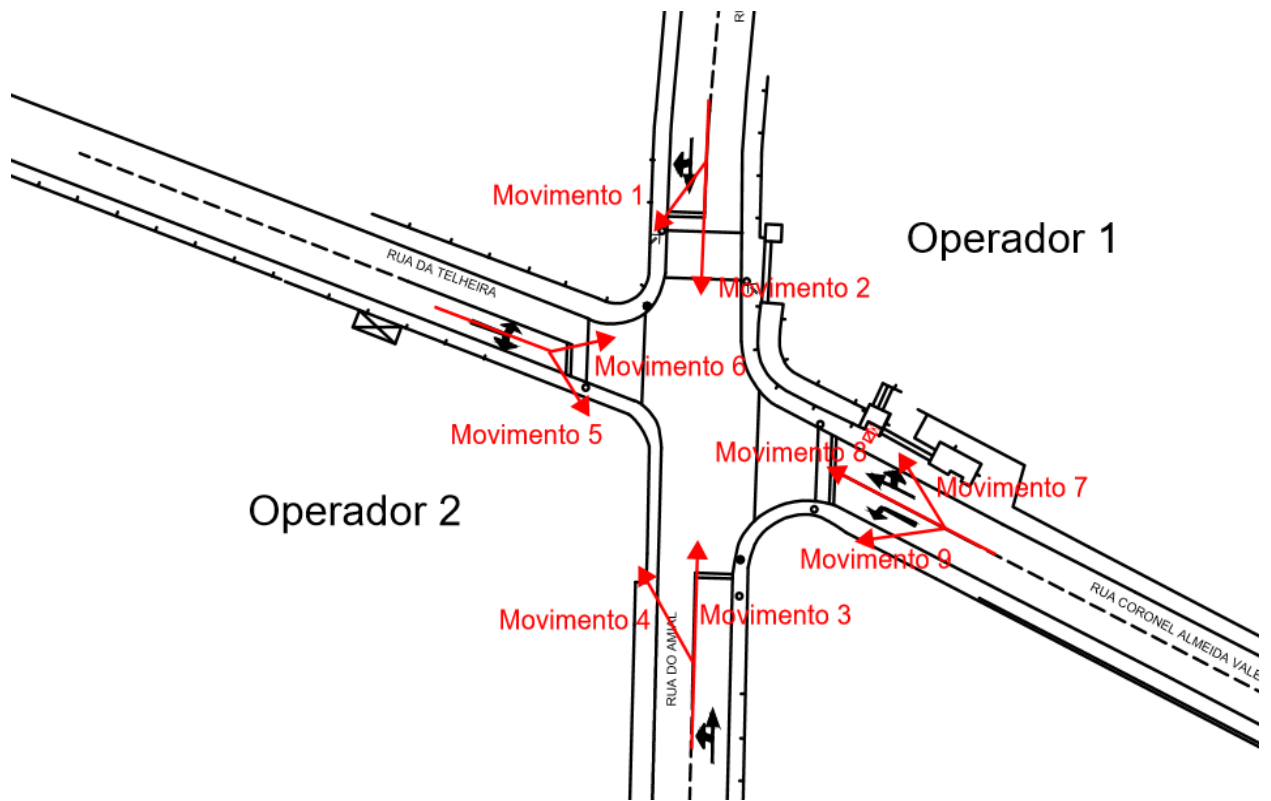 Movimento 1
Operador 1
RUA DA TELHEIRA
Movimento 2
Movimento 6
Movimento 5
Movimento 8
Movimento 7
Operador 2
Movimento 9
Movimento 4
Movimento 3
RUA DO AMIAL
RUA CORONEL ALMEIDA VALE